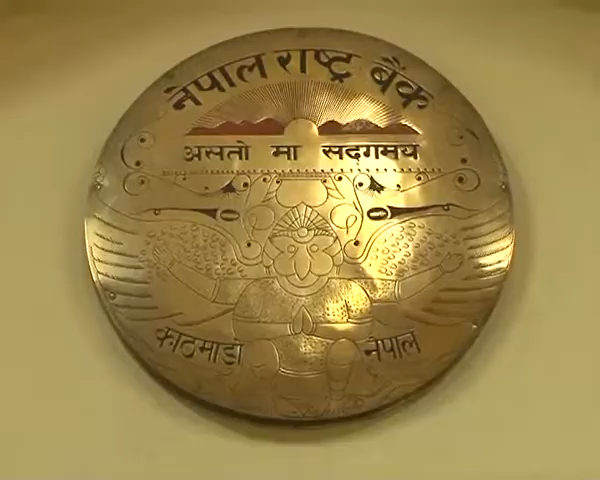 नेपाल राष्ट्र बैंक
असतो मा सदगमय
काठमाडौं नेपाल